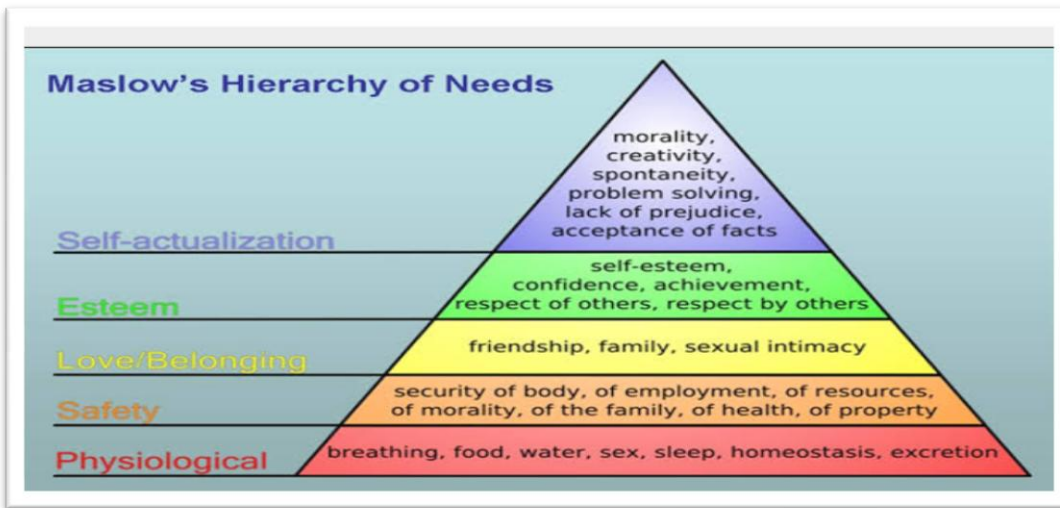 Maslow's Hierarchy of Needs
morality,
creativity,
spontaneity,
problem solving,
lack of prejudice,
acceptance of facts
Self-actualization
self-esteem,
confidence, achievement,
respect of others, respect by others
Esteem
friendship, family, sexual intimacy
Love/Belonging
security of body, of employment, of resources,
of morality, of the family, of health, of property
Safety
breathing, food, water, sex, sleep, homeostasis, excretion
Physiological